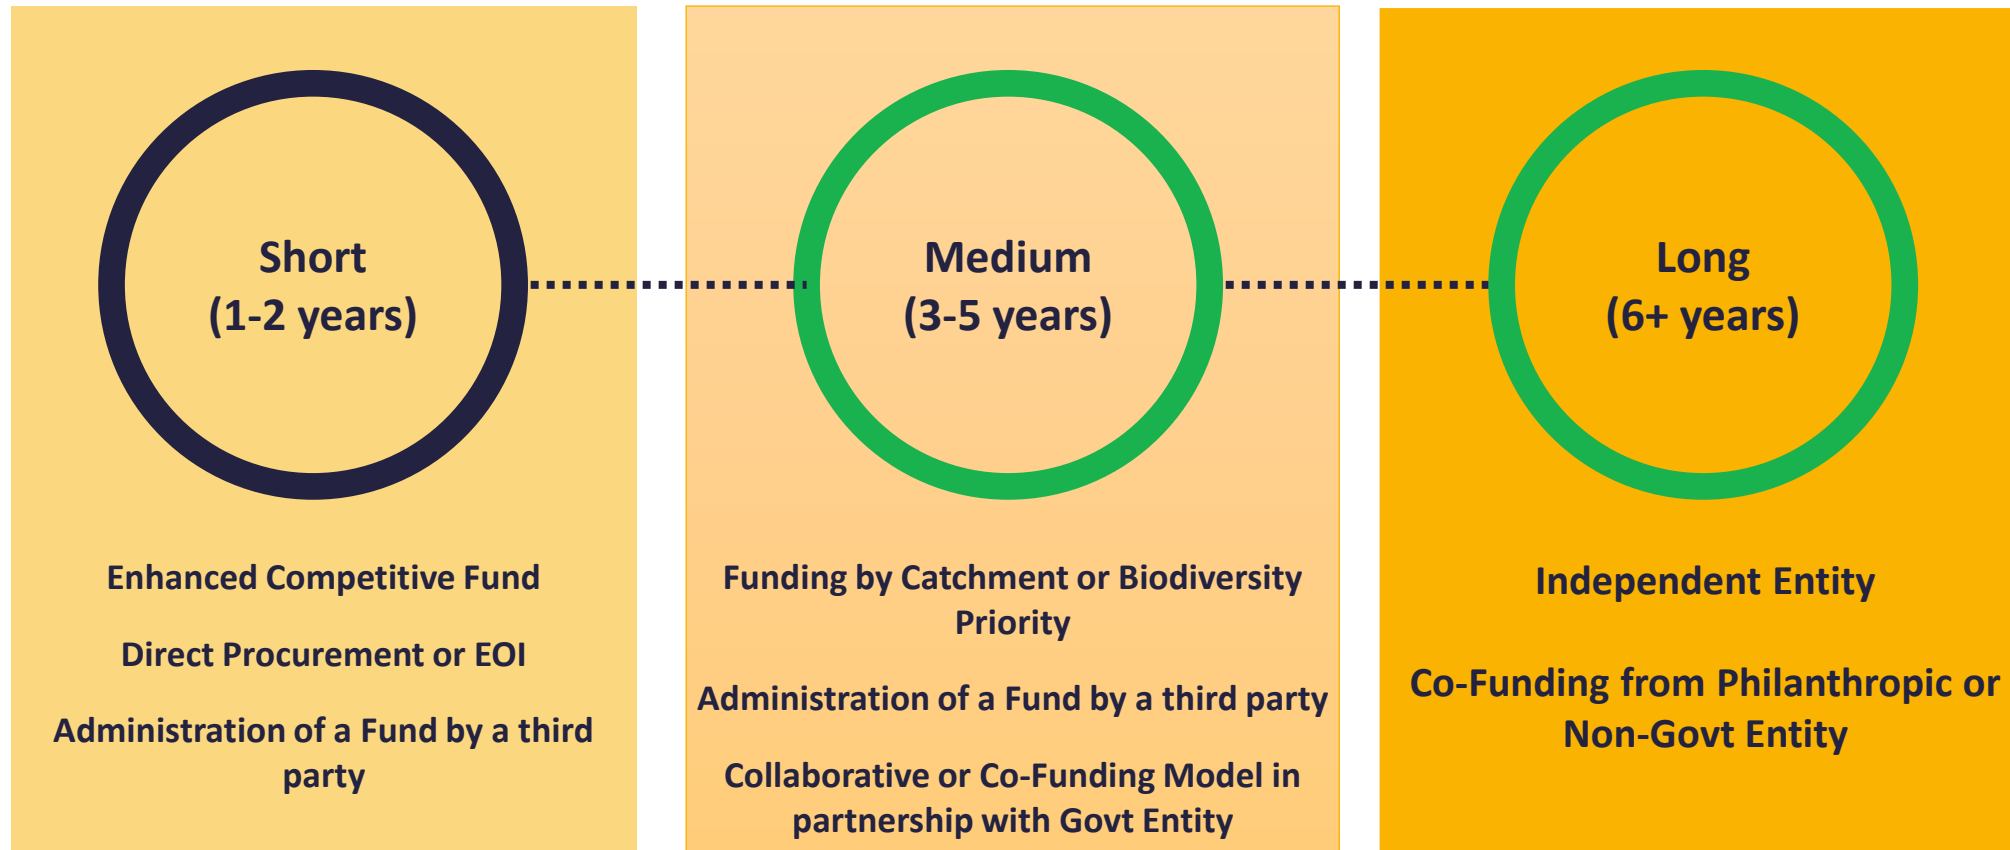 Short
(1-2 years)
Enhanced Competitive Fund
Direct Procurement or EOI
Administration of a Fund by a third
party
Medium
(3-5 years)
Funding by Catchment or Biodiversity
Priority
Administration of a Fund by a third party
Collaborative or Co-Funding Model in
partnership with Govt Entity
Long
(6+ years)
Independent Entity
Co-Funding from Philanthropic or
Non-Govt Entity